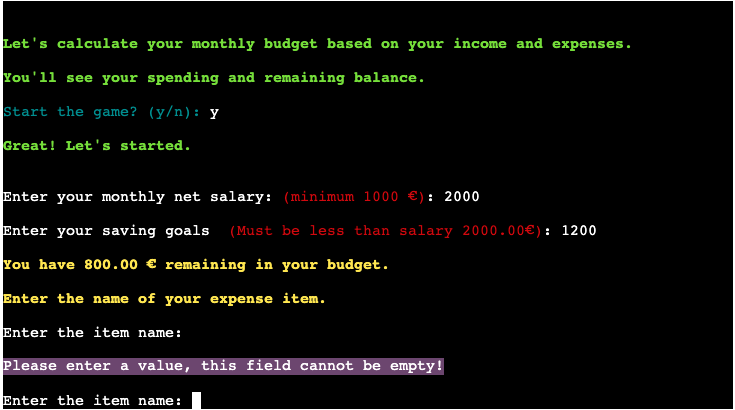 Let's calculate your monthly budget based on your income and expenses.
You'll see your spending and remaining balance.
Start the game? (y/n): y
Great! Let's started.
Enter your monthly net salary: (minimum 1000 €): 2000
Enter your saving goals  (Must be less than salary 2000.00€): 1200
You have 800.00 € remaining in your budget.
Enter the name of your expense item.
Enter the item name:
Please enter a value, this field cannot be empty!
Enter the item name: